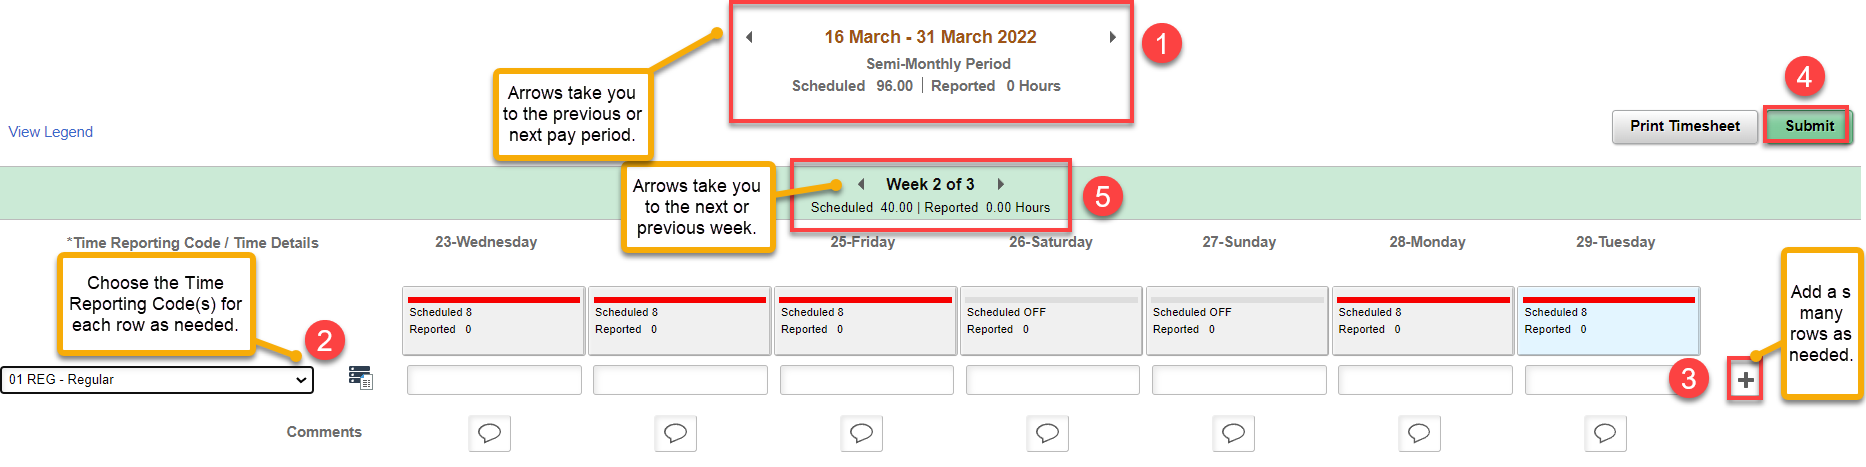 16 March - 31 March 2022
1
Semi-Monthly Period
Scheduled 96.00 | Reported 0 Hours
Arrows take you
to the previous or
next pay period.
4
View Legend
Print Timesheet
Submit
Arrows take you
to the next or
previous week.
Week 2 of 3
Scheduled 40.00 | Reported 0.00 Hours
5
*Time Reporting Code / Time Details
23-Wednesday
25-Friday
26-Saturday
27-Sunday
28-Monday
29-Tuesday
Choose the Time
Reporting Code(s) for
each row as needed.
2
Scheduled 8
Reported 0
Scheduled 8
Reported 0
Scheduled 8
Reported 0
Scheduled OFF
Reported 0
Scheduled OFF
Reported 0
Scheduled 8
Reported 0
Scheduled 8
Reported 0
Add a s
many
rows as
needed.
01 REG - Regular
3
+
Comments